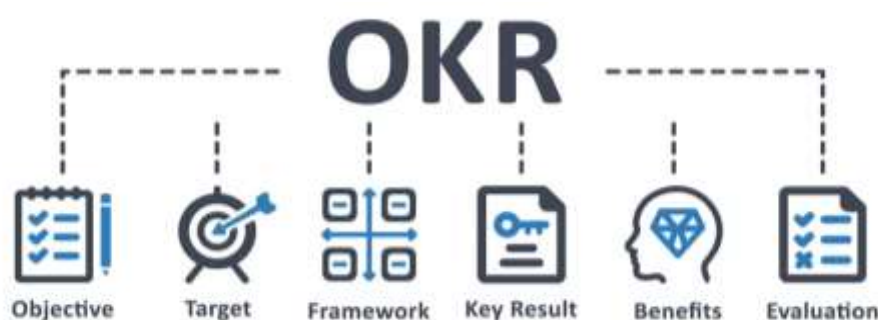 OKR
Objective
Target
Framework
Key Result
Benefits
Evaluation